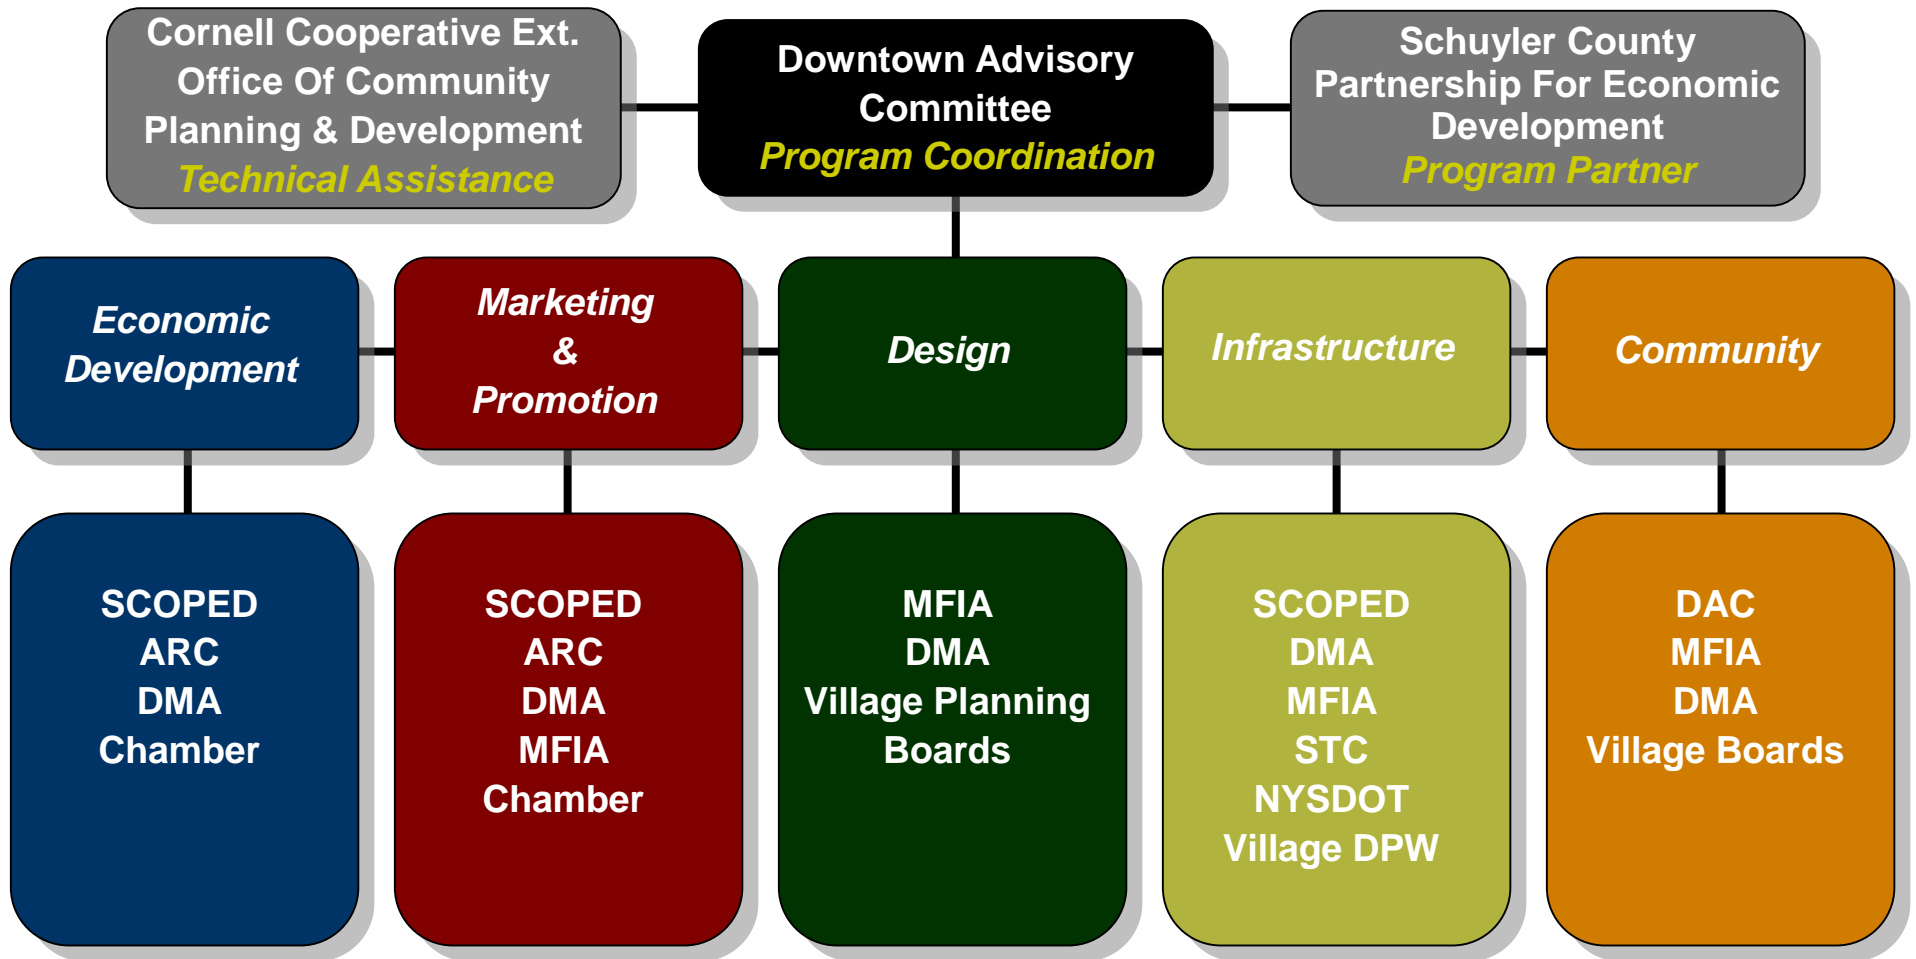 Cornell Cooperative Ext.
Office Of Community
Planning & Development
Technical Assistance
Downtown Advisory
Committee
Program Coordination
Schuyler County
Partnership For Economic
Development
Program Partner
Economic
Development
Marketing
&
Promotion
Design
Infrastructure
Community
SCOPED
ARC
DMA
Chamber
SCOPED
ARC
DMA
MFIA
Chamber
MFIA
DMA
Village Planning
Boards
SCOPED
DMA
MFIA
STC
NYSDOT
Village DPW
DAC
MFIA
DMA
Village Boards